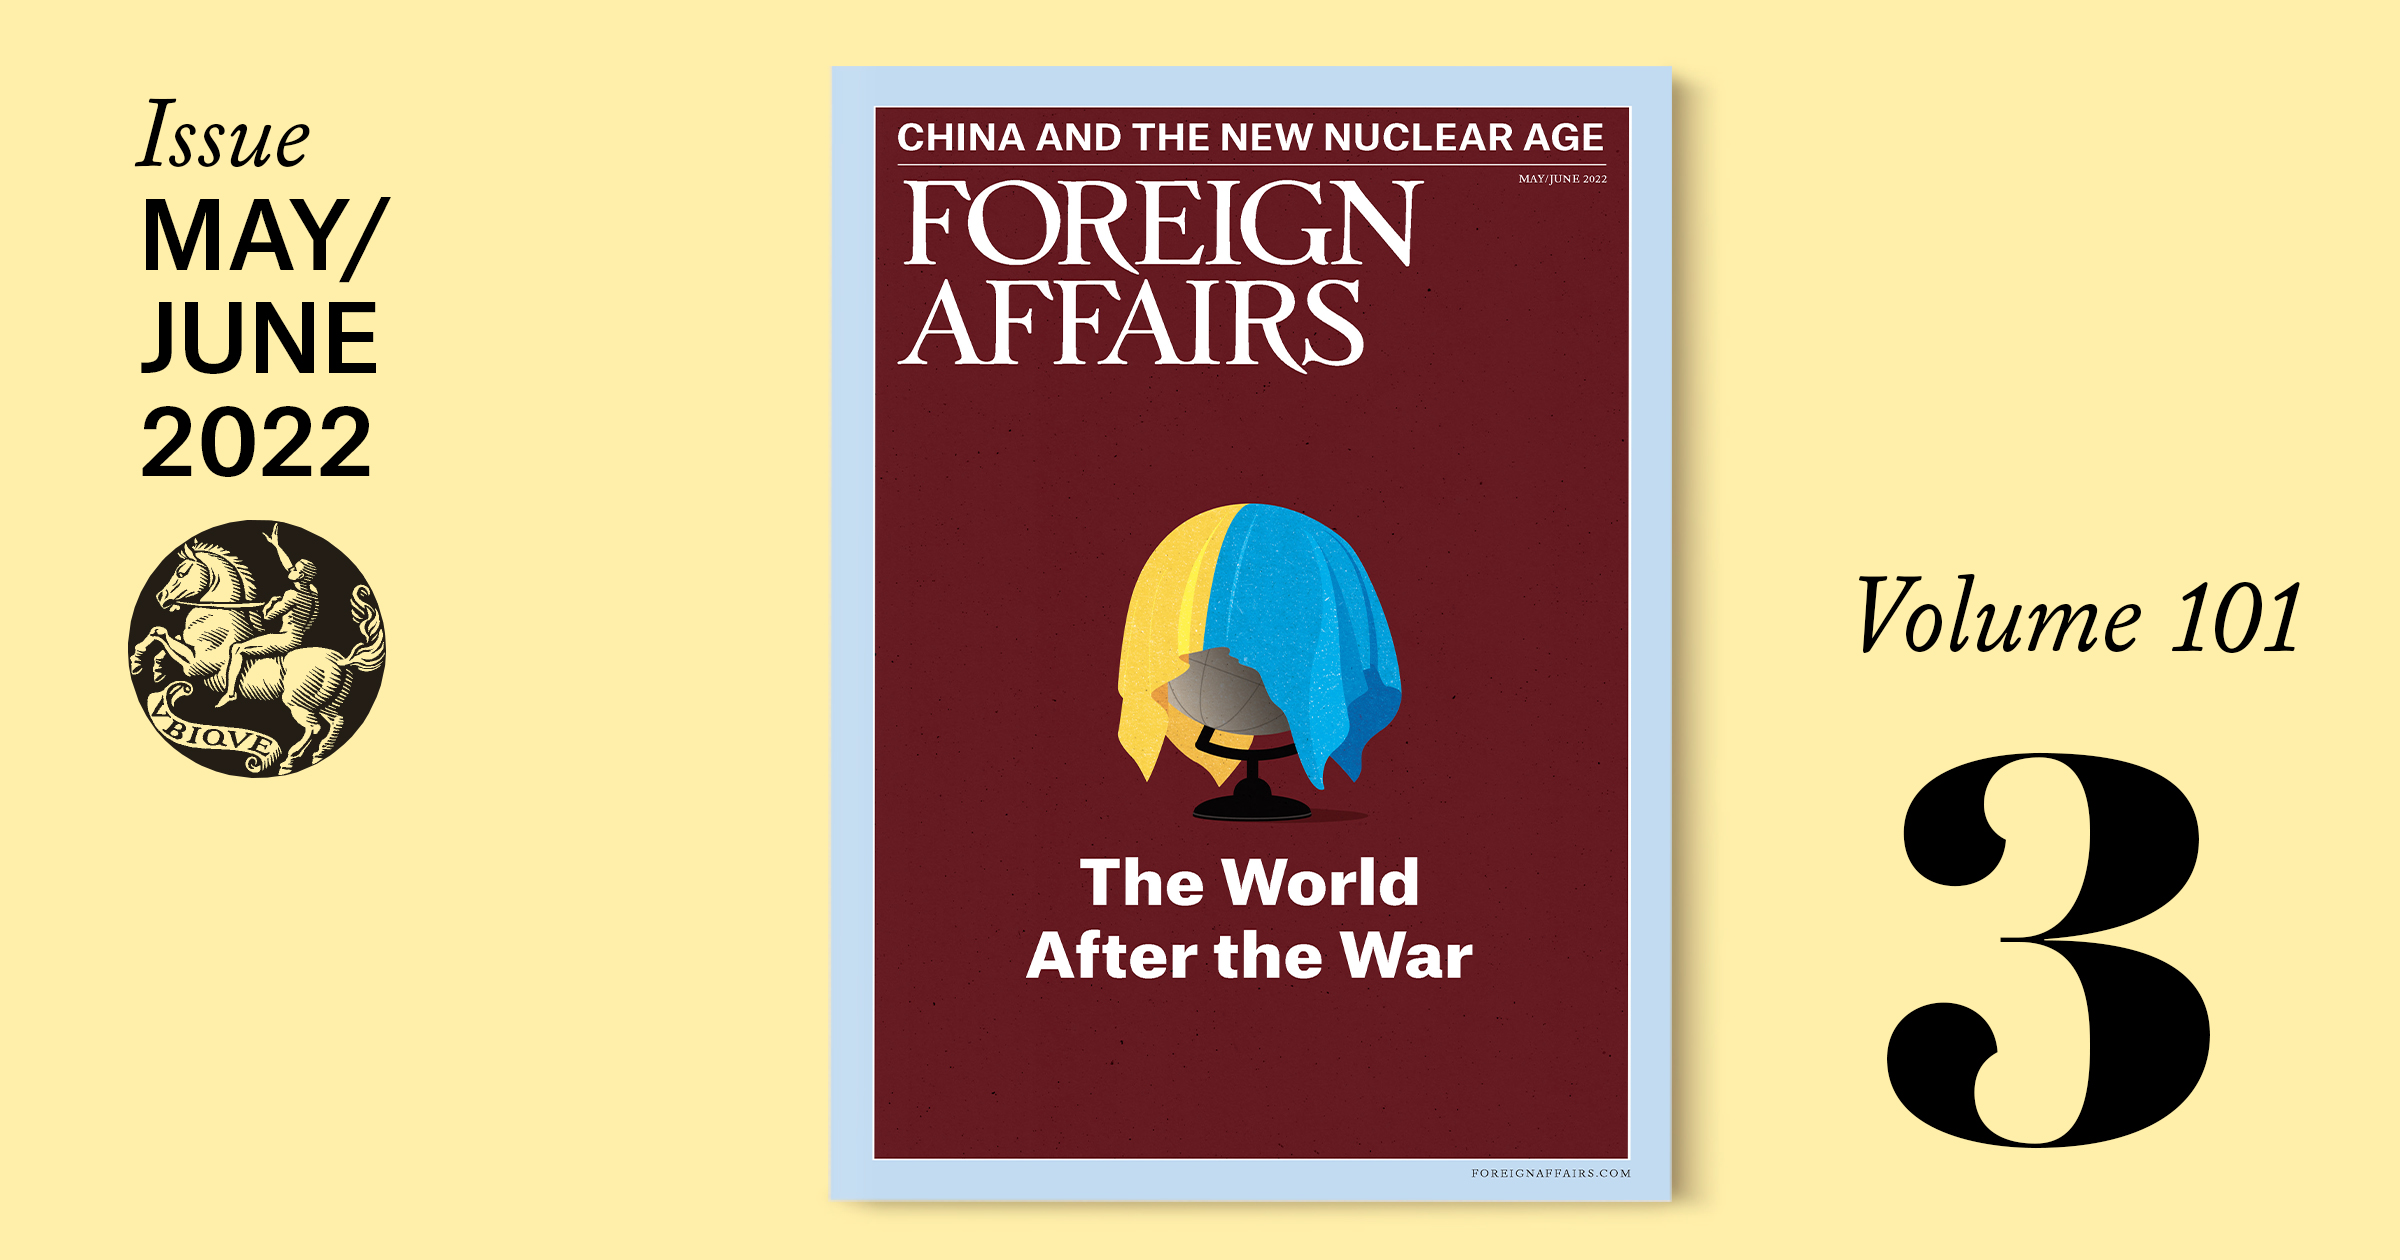 Issue
MAY/
JUNE
2022
VBIQVE
CHINA AND THE NEW NUCLEAR AGE
MAY/JUNE 2022
FOREIGN
AFFAIRS
The World
After the War
FOREIGNAFFAIRS.COM
Volume 101
3